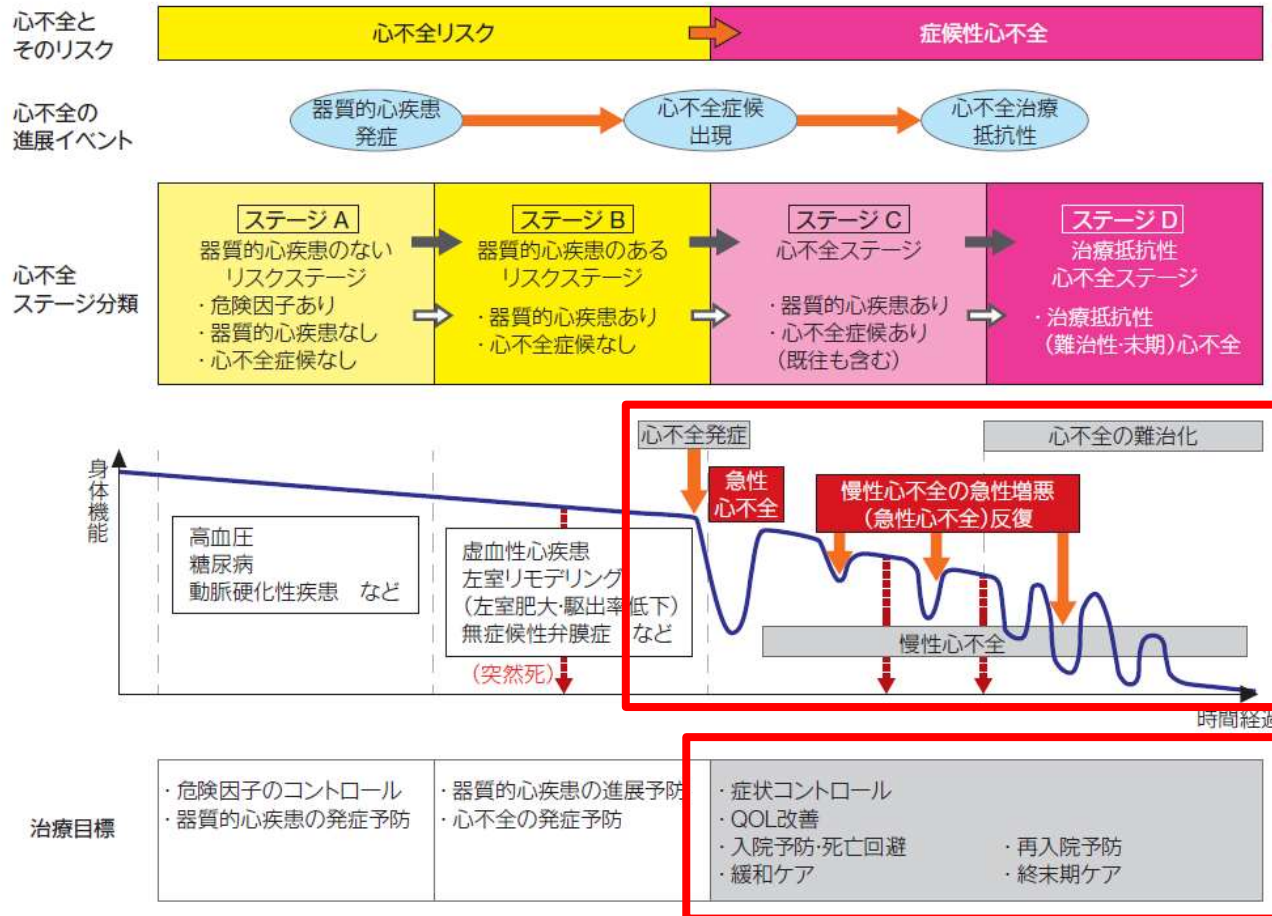 心不全と
そのリスク
心不全リスク
症候性心不全
心不全の
進展イベント
器質的心疾患
発症
心不全症候
出現
心不全治療
抵抗性
心不全
ステージ分類
ステージ A
器質的心疾患のない
リスクステージ
・危険因子あり
・器質的心疾患なし
・心不全症候なし
ステージ B
器質的心疾患のある
リスクステージ
・器質的心疾患あり
・心不全症候なし
ステージ C
心不全ステージ
・器質的心疾患あり
・心不全症候あり
(既往も含む)
ステージ D
治療抵抗性
心不全ステージ
・治療抵抗性
(難治性・末期)心不全
身体機能
高血圧
糖尿病
動脈硬化性疾患 など
虚血性心疾患
左室リモデリング
(左室肥大・駆出率低下)
無症候性弁膜症 など
(突然死)
心不全発症
急性
心不全
慢性心不全の急性増悪
(急性心不全)反復
心不全の難治化
慢性心不全
時間経過
治療目標
・危険因子のコントロール
・器質的心疾患の発症予防
・器質的心疾患の進展予防
・心不全の発症予防
・症状コントロール
・QOL改善
・入院予防・死亡回避
・緩和ケア
・再入院予防
・終末期ケア